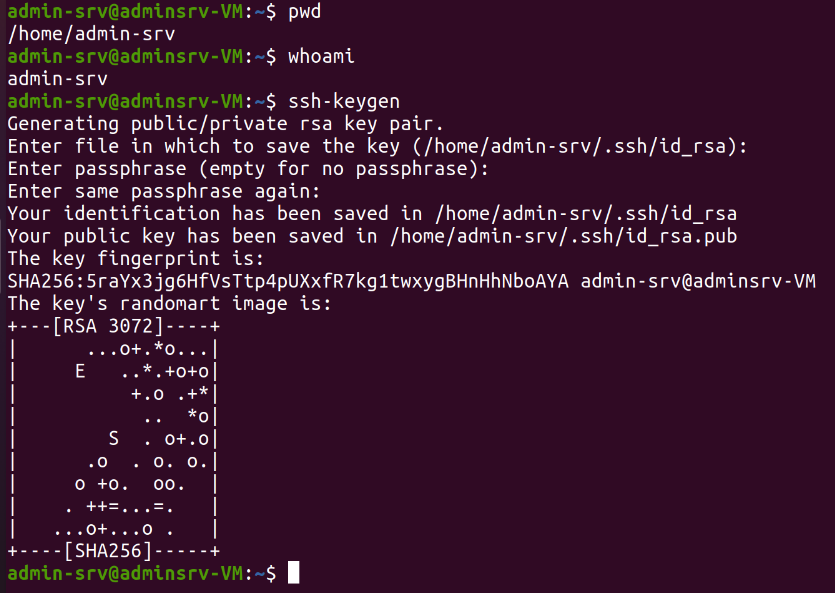 admin-srv@adminsrv-VM:~$ pwd
/home/admin-srv
admin-srv@adminsrv-VM:~$ whoami
admin-srv
admin-srv@adminsrv-VM:~$ ssh-keygen
Generating public/private rsa key pair.
Enter file in which to save the key (/home/admin-srv/.ssh/id_rsa):
Enter passphrase (empty for no passphrase):
Enter same passphrase again:
Your identification has been saved in /home/admin-srv/.ssh/id_rsa
Your public key has been saved in /home/admin-srv/.ssh/id_rsa.pub
The key fingerprint is:
SHA256:5raYx3jg6HfVsTtp4pUXxfR7kg1twxygBHnHhNboAYA admin-srv@adminsrv-VM
The key's randomart image is:
+---[RSA 3072]----+
|      ...o+.*o...|
|     E   ..*.+o+o|
|          +.o .+*|
|           ..  *o|
|        S  . o+.o|
|      .o  . o. o.|
|     o +o.  oo.  |
|    . ++=...=.   |
|   ...o+...o .   |
+----[SHA256]-----+
admin-srv@adminsrv-VM:~$